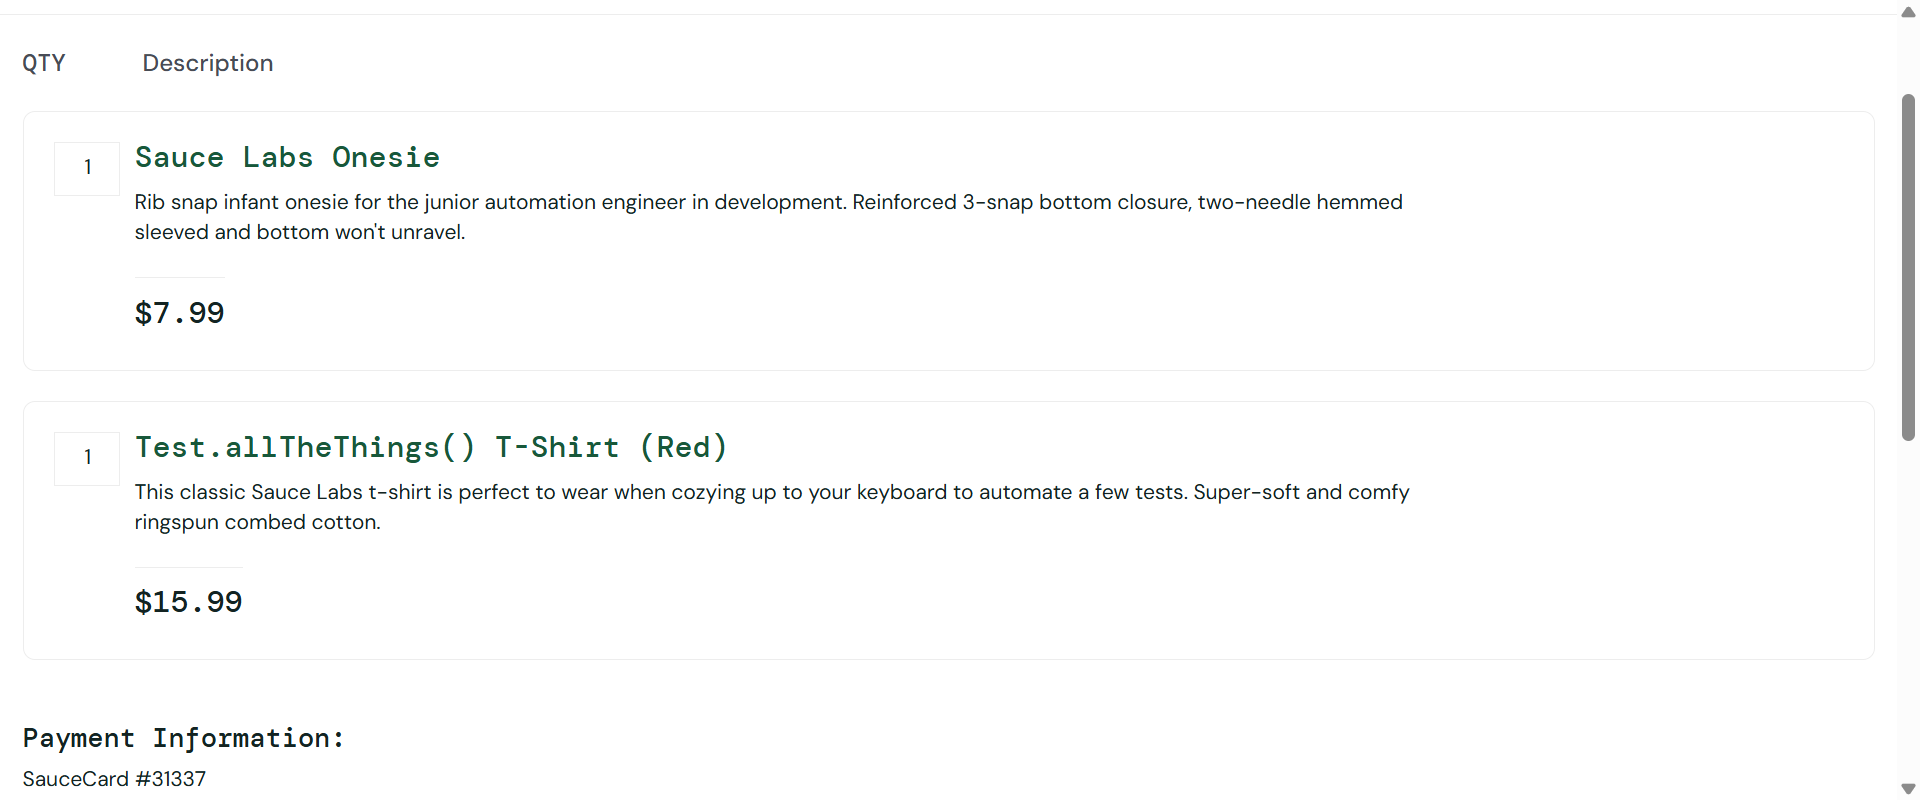 QTY Description
1 Sauce Labs Onesie
Rib snap infant onesie for the junior automation engineer in development. Reinforced 3-snap bottom closure, two-needle hemmed
sleeved and bottom won't unravel.
$7.99
1 Test.allTheThings() T-Shirt (Red)
This classic Sauce Labs t-shirt is perfect to wear when cozying up to your keyboard to automate a few tests. Super-soft and comfy
ringspun combed cotton.
$15.99
Payment Information:
SauceCard #31337